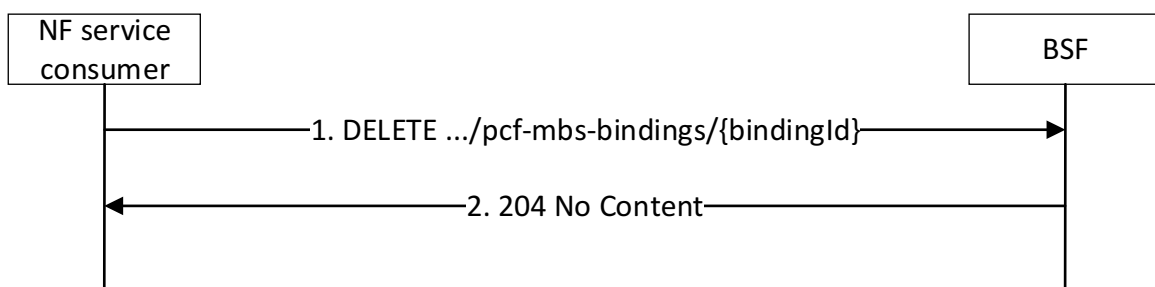 NF service
consumer
BSF
1. DELETE .../pcf-mbs-bindings/{bindingId}
2. 204 No Content